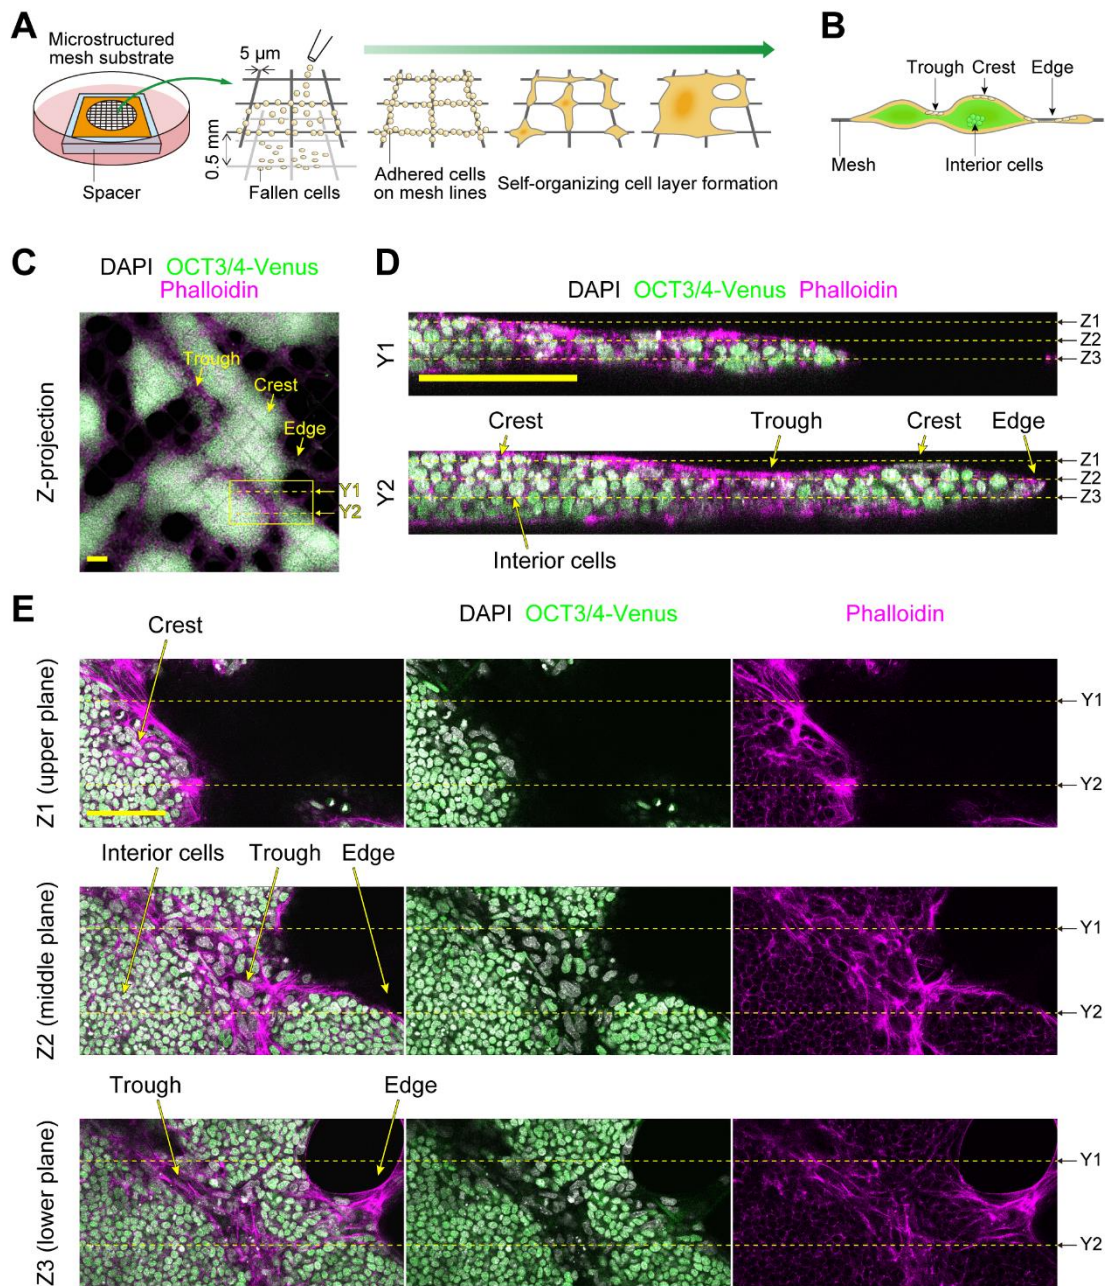 A
Microstructured
mesh substrate
Spacer
5 μm
0.5 mm
Fallen cells
Adhered cells
on mesh lines
Self-organizing cell layer formation
B
Trough Crest Edge
Mesh
Interior cells
C
DAPI OCT3/4-Venus
Phalloidin
Z-projection
Trough
Crest
Edge
Y1
Y2
D
DAPI OCT3/4-Venus Phalloidin
Y1
Z1
Z2
Z3
Crest
Trough
Crest
Edge
Y2
Z1
Z2
Z3
Interior cells
E
DAPI OCT3/4-Venus
Phalloidin
Crest
Z1 (upper plane)
Y1
Y2
Interior cells Trough Edge
Z2 (middle plane)
Y1
Y2
Trough
Edge
Z3 (lower plane)
Y1
Y2